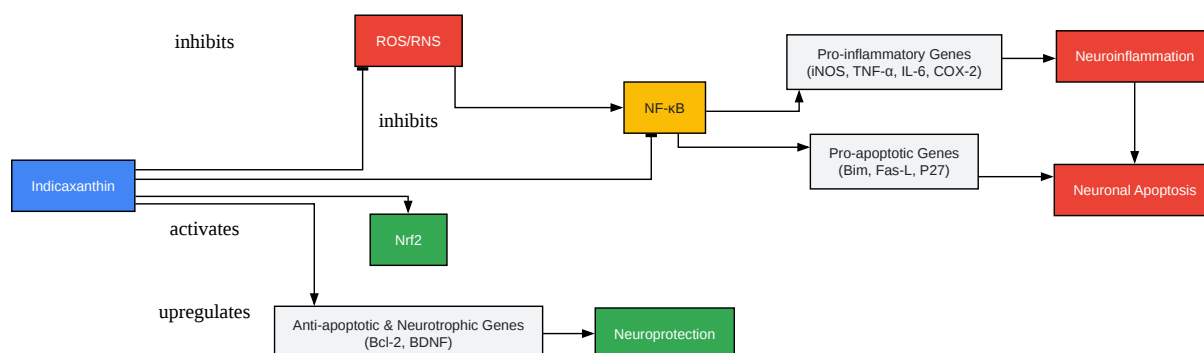 inhibits
ROS/RNS
Pro-inflammatory Genes
(iNOS, TNF-α, IL-6, COX-2)
Neuroinflammation
NF-κB
inhibits
Pro-apoptotic Genes
(Bim, Fas-L, P27)
Neuronal Apoptosis
Indicaxanthin
activates
Nrf2
upregulates
Anti-apoptotic & Neurotrophic Genes
(Bcl-2, BDNF)
Neuroprotection